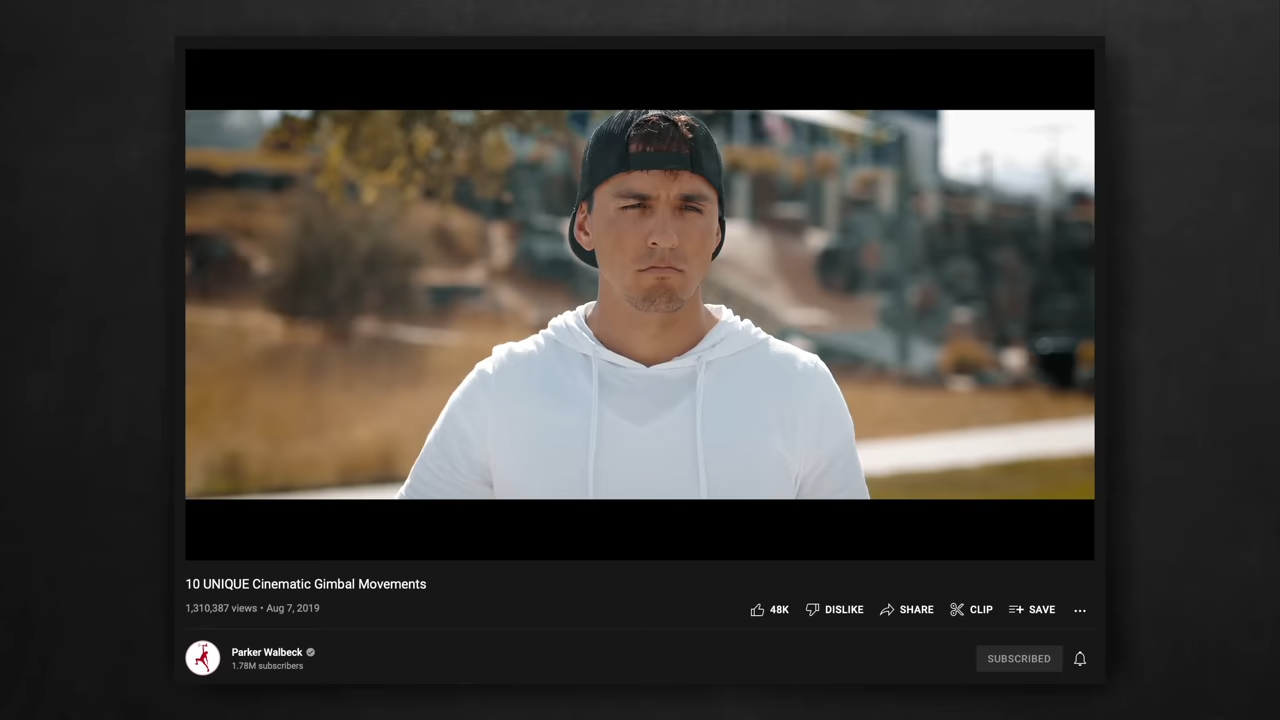 10 UNIQUE Cinematic Gimbal Movements
1,310,387 views • Aug 7, 2019
48K DISLIKE SHARE CLIP SAVE ...
Parker Walbeck
1.78M subscribers
SUBSCRIBED